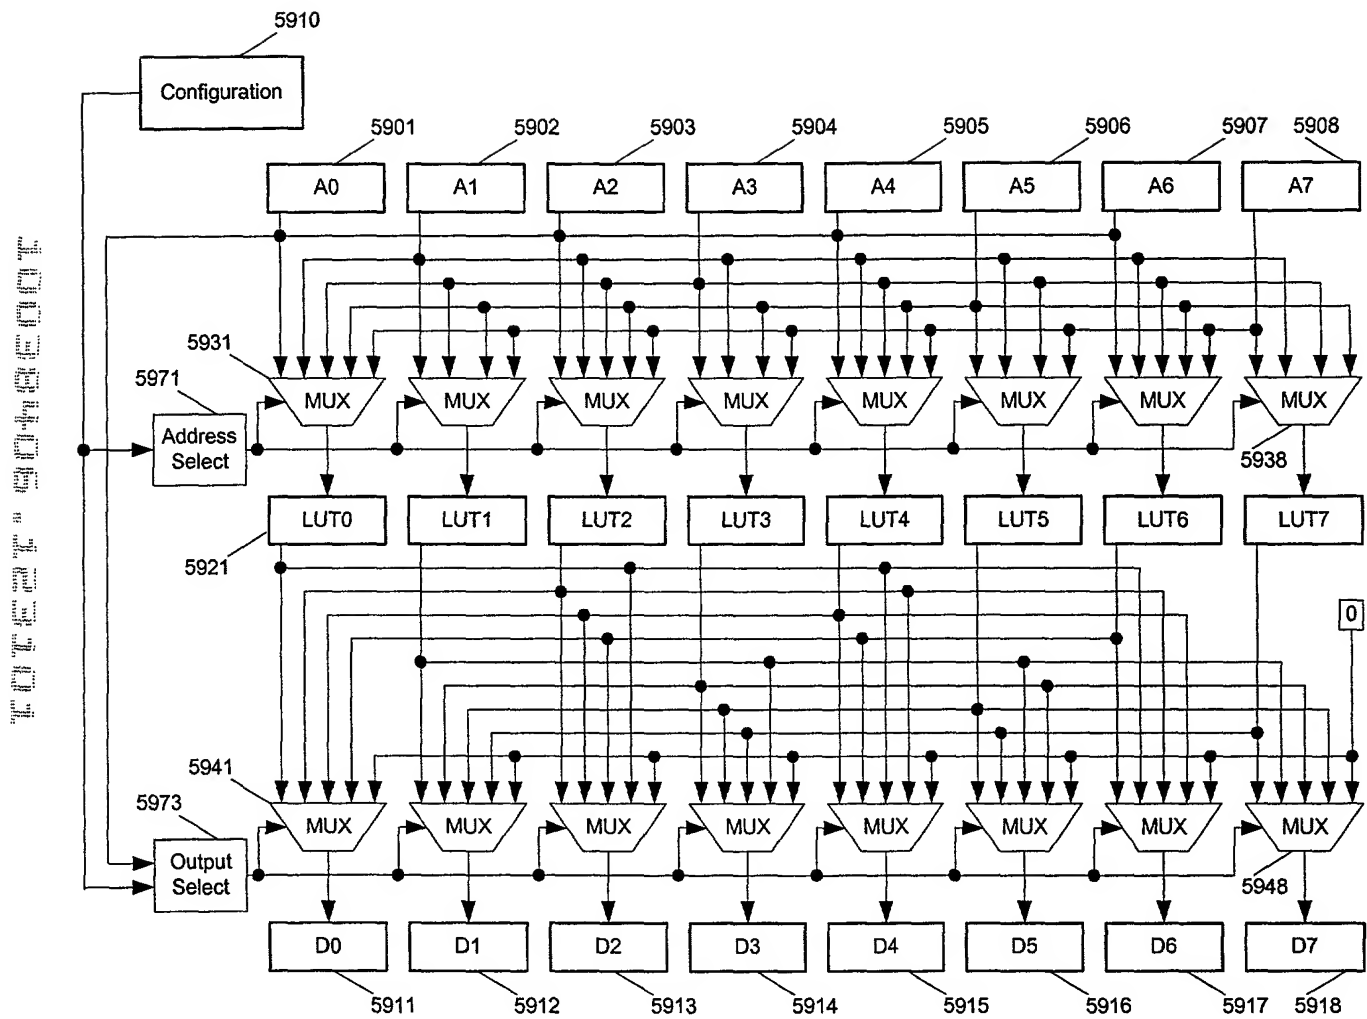 5910
Configuration
5901 5902 5903 5904 5905 5906 5907 5908
A0 A1 A2 A3 A4 A5 A6 A7
5931
5971
MUX MUX MUX MUX MUX MUX MUX MUX
Address
Select
5938
LUT0 LUT1 LUT2 LUT3 LUT4 LUT5 LUT6 LUT7
5921
0
5941
5973
MUX MUX MUX MUX MUX MUX MUX MUX
Output
Select
5948
D0 D1 D2 D3 D4 D5 D6 D7
5911 5912 5913 5914 5915 5916 5917 5918